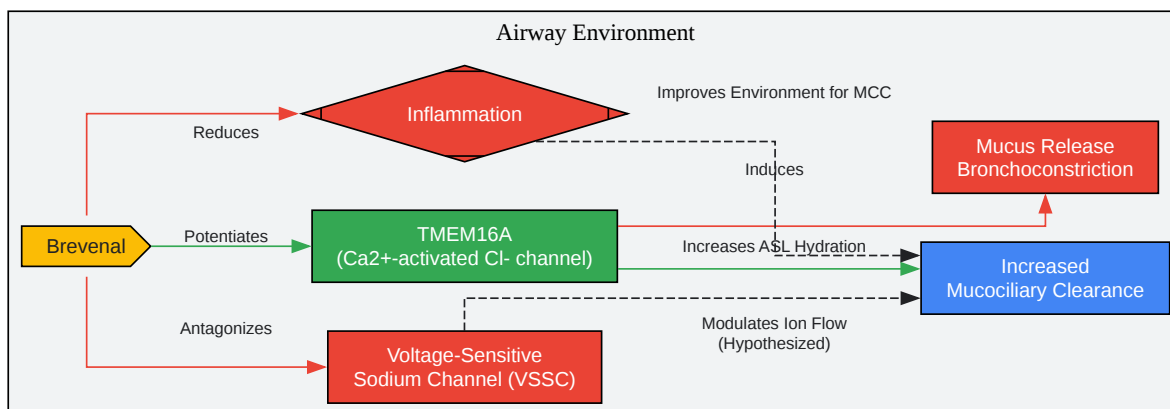 Airway Environment
Improves Environment for MCC
Inflammation
Reduces
Mucus Release
Bronchoconstriction
Induces
Brevenal
Potentiates
TMEM16A
(Ca2+-activated Cl- channel)
Increases ASL Hydration
Increased
Mucociliary Clearance
Antagonizes
Modulates Ion Flow
(Hypothesized)
Voltage-Sensitive
Sodium Channel (VSSC)